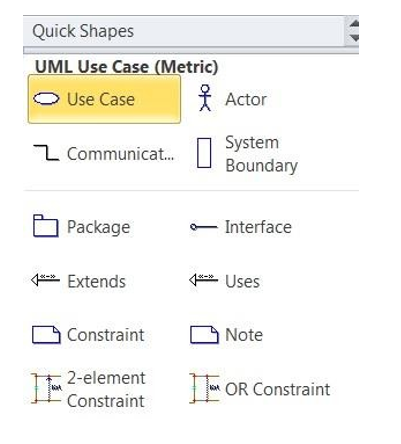 Quick Shapes
UML Use Case (Metric)
Use Case
Actor
Communicat...
System
Boundary
Package
Interface
Extends
Uses
Constraint
Note
2-element
Constraint
OR Constraint